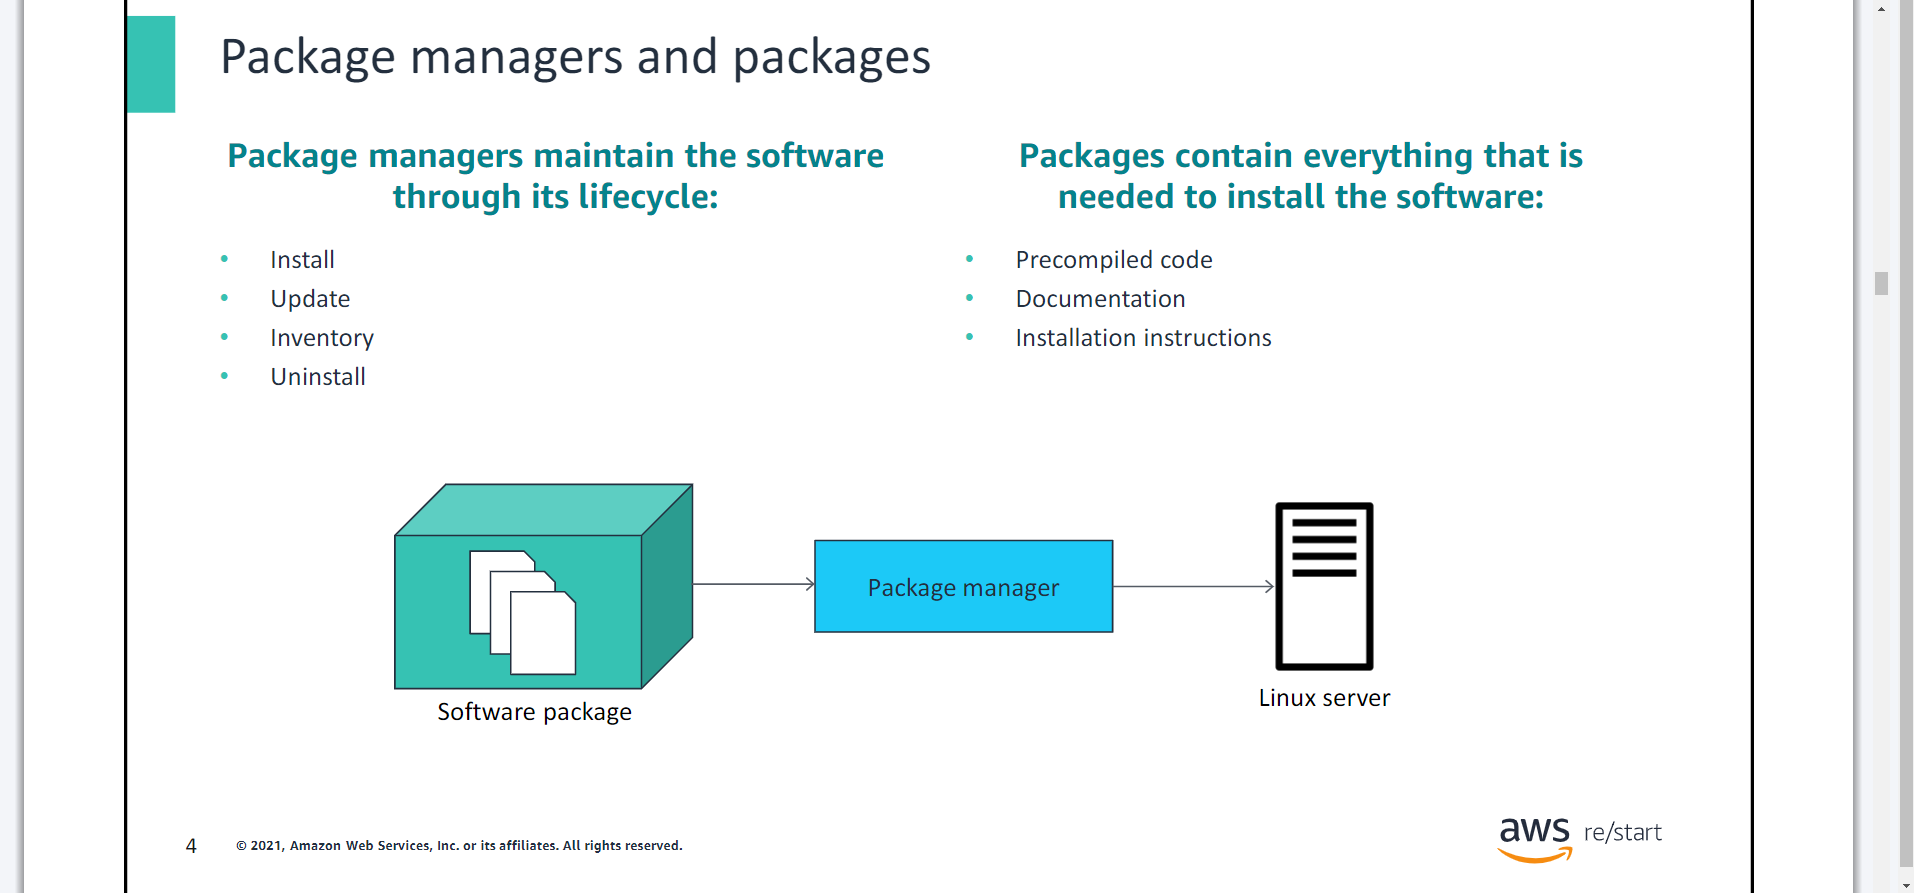 Package managers and packages
Package managers maintain the software
through its lifecycle:
• Install
• Update
• Inventory
• Uninstall
Packages contain everything that is
needed to install the software:
• Precompiled code
• Documentation
• Installation instructions
Package manager
Software package
Linux server
4 © 2021, Amazon Web Services, Inc. or its affiliates. All rights reserved.
aws re/start